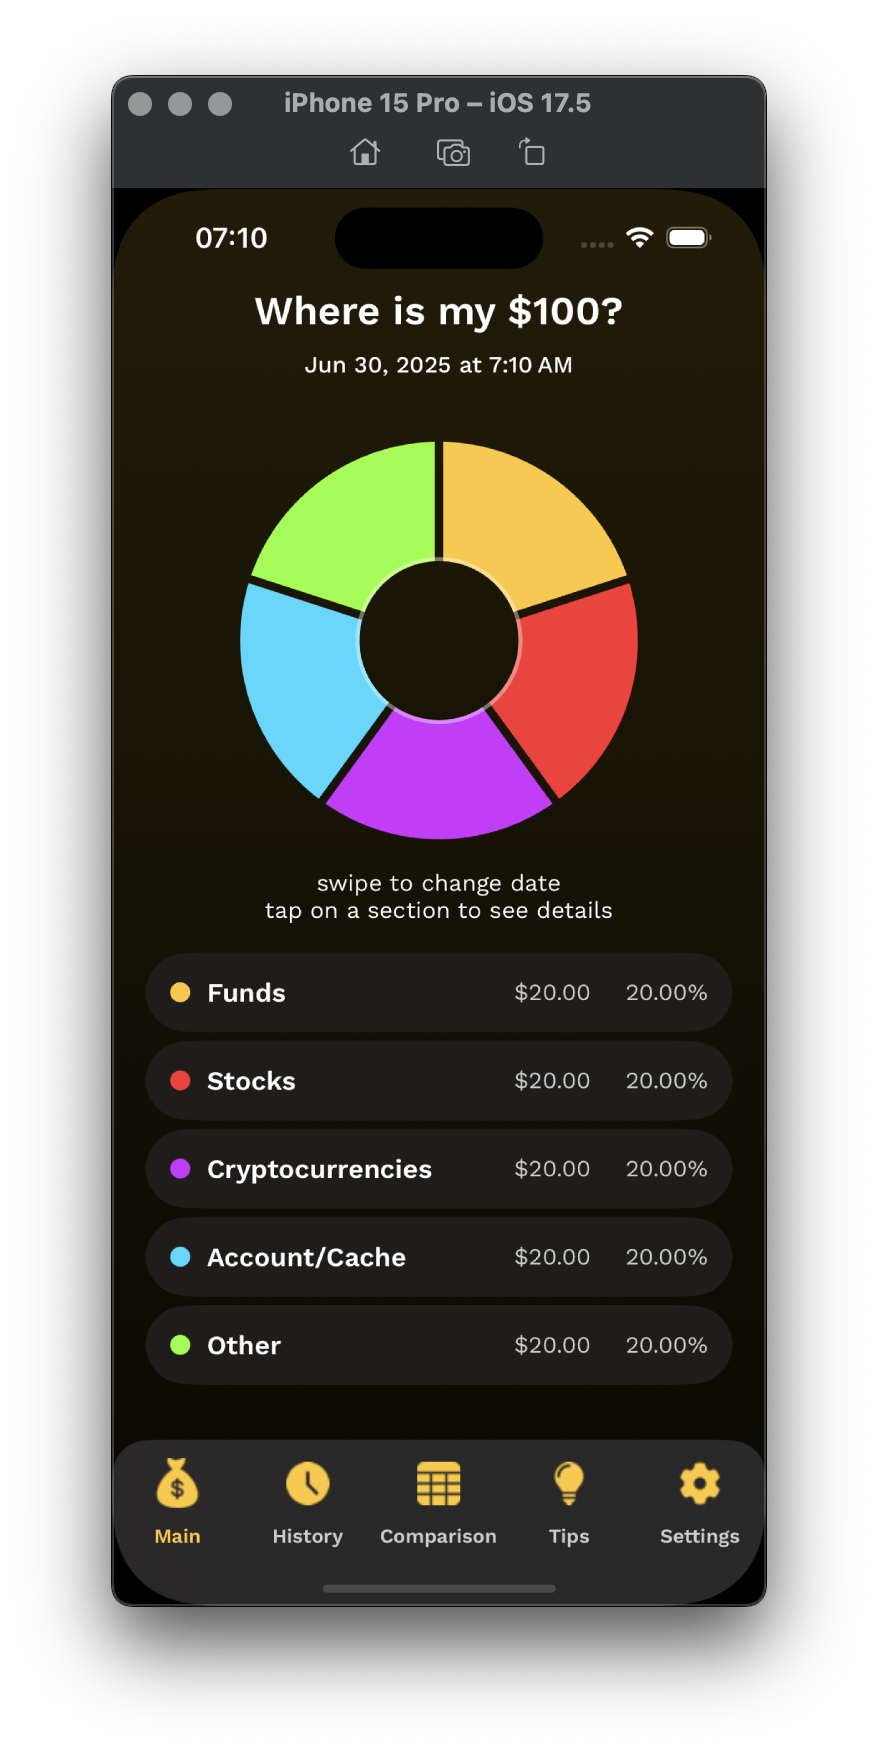 iPhone 15 Pro – iOS 17.5
07:10
Where is my $100?
Jun 30, 2025 at 7:10 AM
swipe to change date
tap on a section to see details
Funds $20.00 20.00%
Stocks $20.00 20.00%
Cryptocurrencies $20.00 20.00%
Account/Cache $20.00 20.00%
Other $20.00 20.00%
$
Main History Comparison Tips Settings